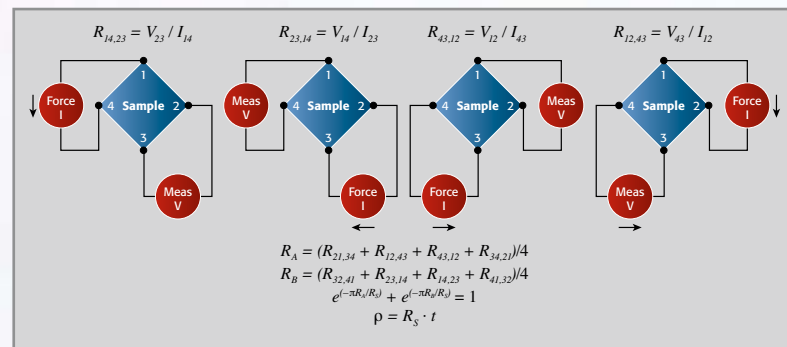 R14,23 = V23 / I14
R23,14 = V14 / I23
R43,12 = V12 / I43
R12,43 = V43 / I12
1
4 Sample 2
3
Force I
Meas V
1
4 Sample 2
3
Meas V
Force I
1
4 Sample 2
3
Meas V
Force I
1
4 Sample 2
3
Force I
Meas V
RA = (R21,34 + R12,43 + R43,12 + R34,21)/4
RB = (R32,41 + R23,14 + R14,23 + R41,32)/4
e(−πRA/RS) + e(−πRB/RS) = 1
ρ = RS · t